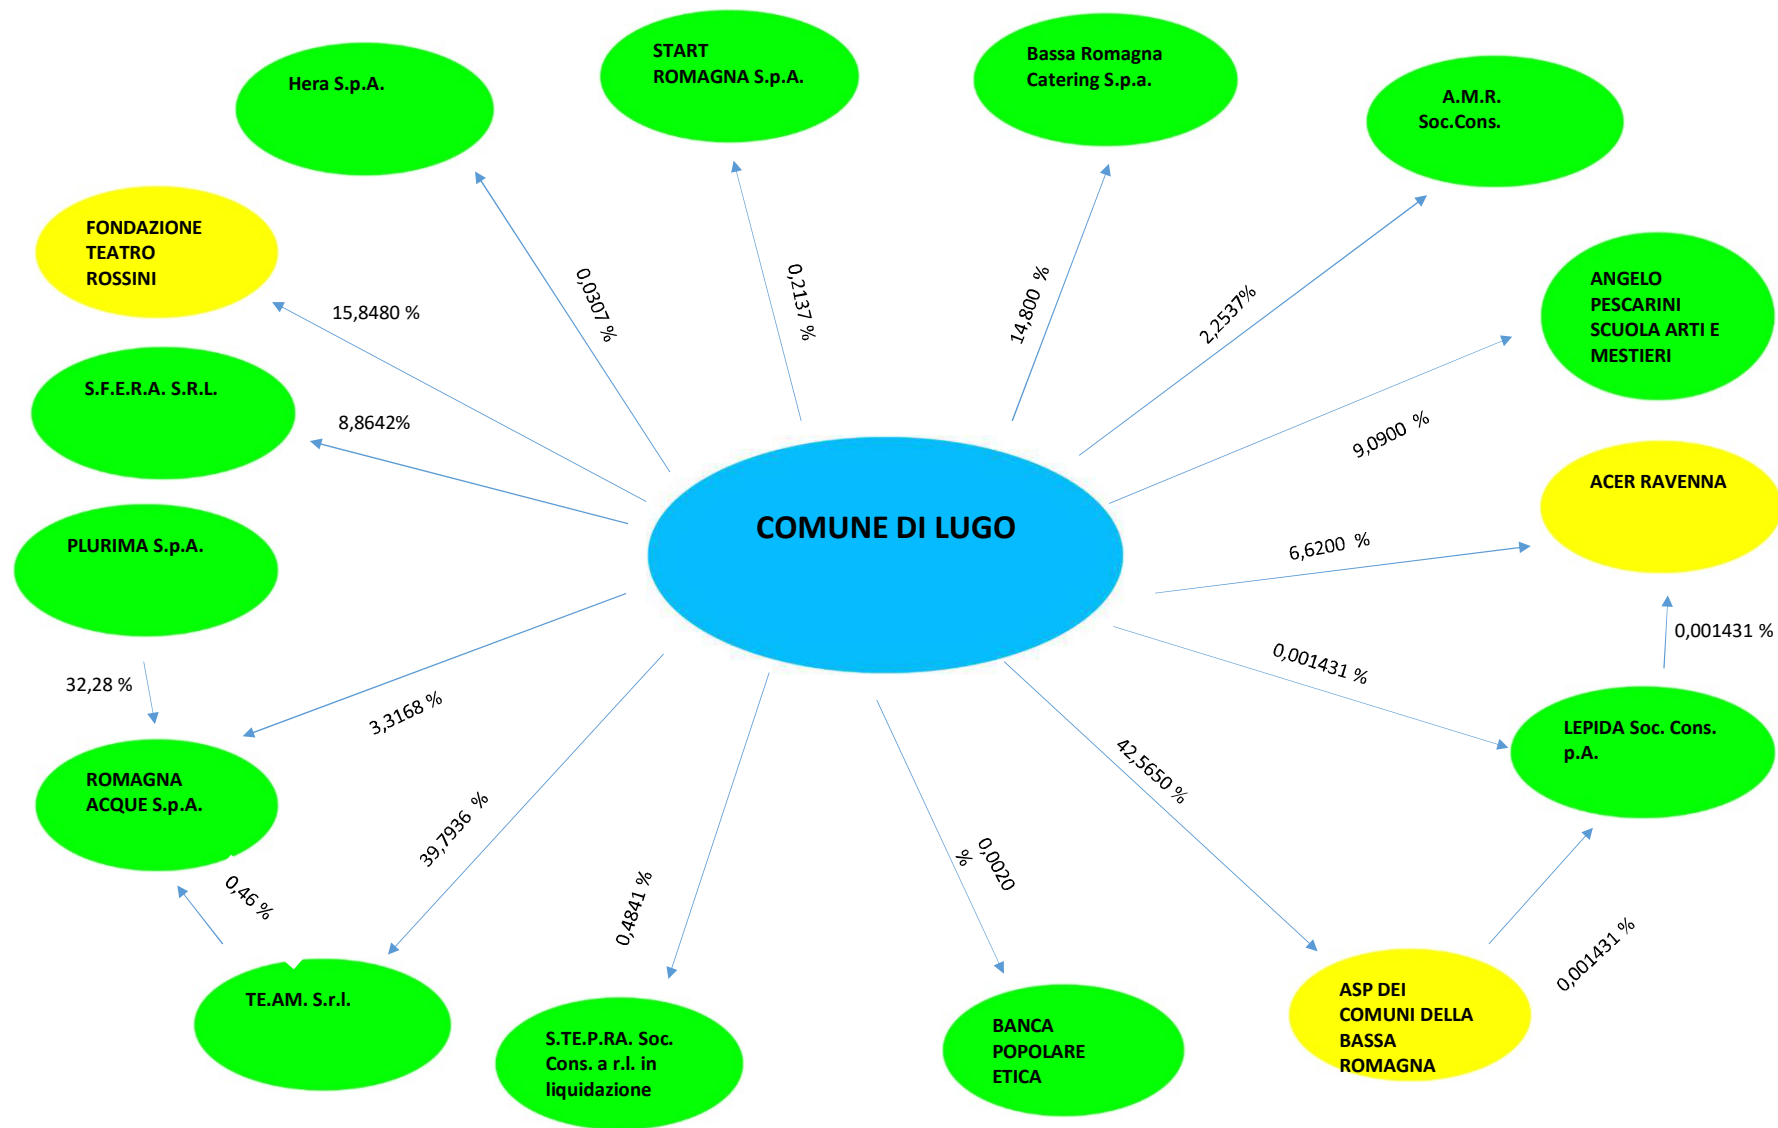 Hera S.p.A.
START
ROMAGNA S.p.A.
Bassa Romagna
Catering S.p.a.
A.M.R.
Soc.Cons.
FONDAZIONE
TEATRO
ROSSINI
15,8480 %
0,0307 %
0,2137 %
14,800 %
2,2537%
ANGELO
PESCARINI
SCUOLA ARTI E
MESTIERI
S.F.E.R.A. S.R.L.
8,8642%
9,0900 %
ACER RAVENNA
COMUNE DI LUGO
PLURIMA S.p.A.
6,6200 %
32,28 %
3,3168 %
0,001431 %
0,001431 %
LEPIDA Soc. Cons.
p.A.
ROMAGNA
ACQUE S.p.A.
39,7936 %
42,5650 %
0,46 %
0,4841 %
0,0020
%
0,001431 %
TE.AM. S.r.l.
S.TE.P.RA. Soc.
Cons. a r.l. in
liquidazione
BANCA
POPOLARE
ETICA
ASP DEI
COMUNI DELLA
BASSA
ROMAGNA